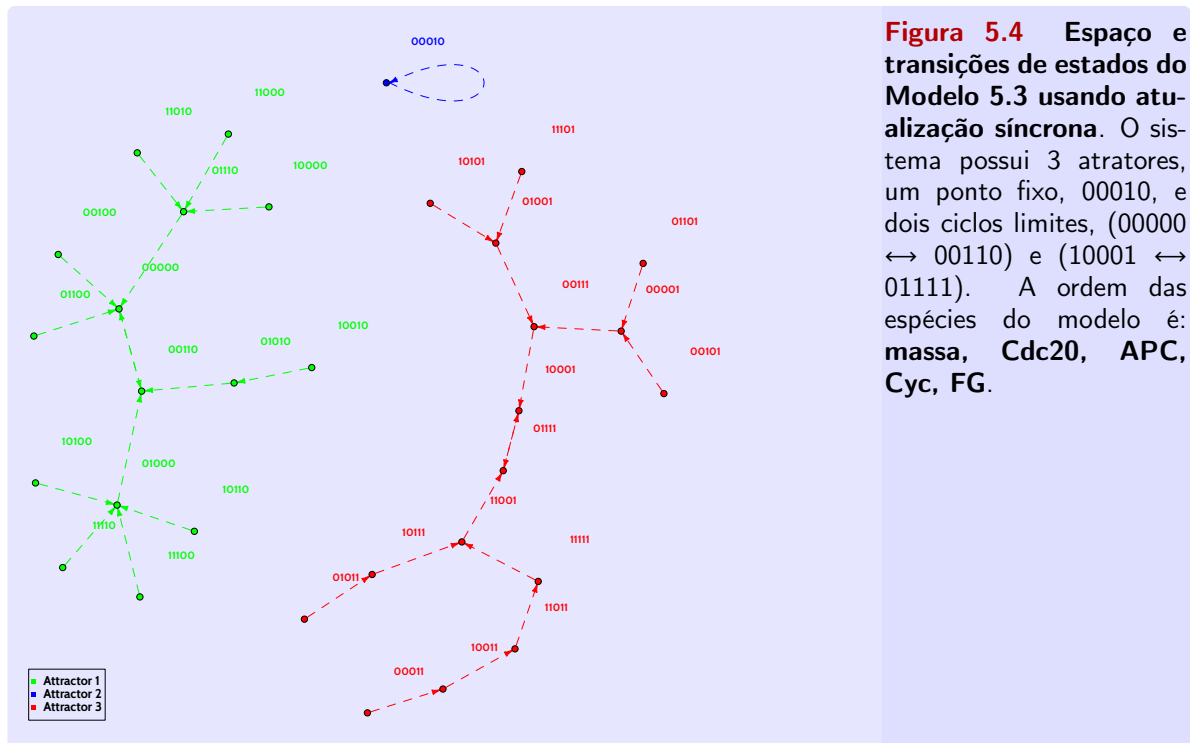 00010
11000
11010
01110
10000
00100
00000
01100
10010
00110
01010
10100
01000
10110
11110
11100
11101
10101
01001
01101
00111
00001
00101
10001
01111
11001
10111
11111
01011
11011
10011
00011
Attractor 1
Attractor 2
Attractor 3
Figura 5.4 Espaço e
transições de estados do
Modelo 5.3 usando atu-
alização síncrona. O sis-
tema possui 3 atratores,
um ponto fixo, 00010, e
dois ciclos limites, (00000
↔ 00110) e (10001 ↔
01111). A ordem das
espécies do modelo é:
massa, Cdc20, APC,
Cyc, FG.